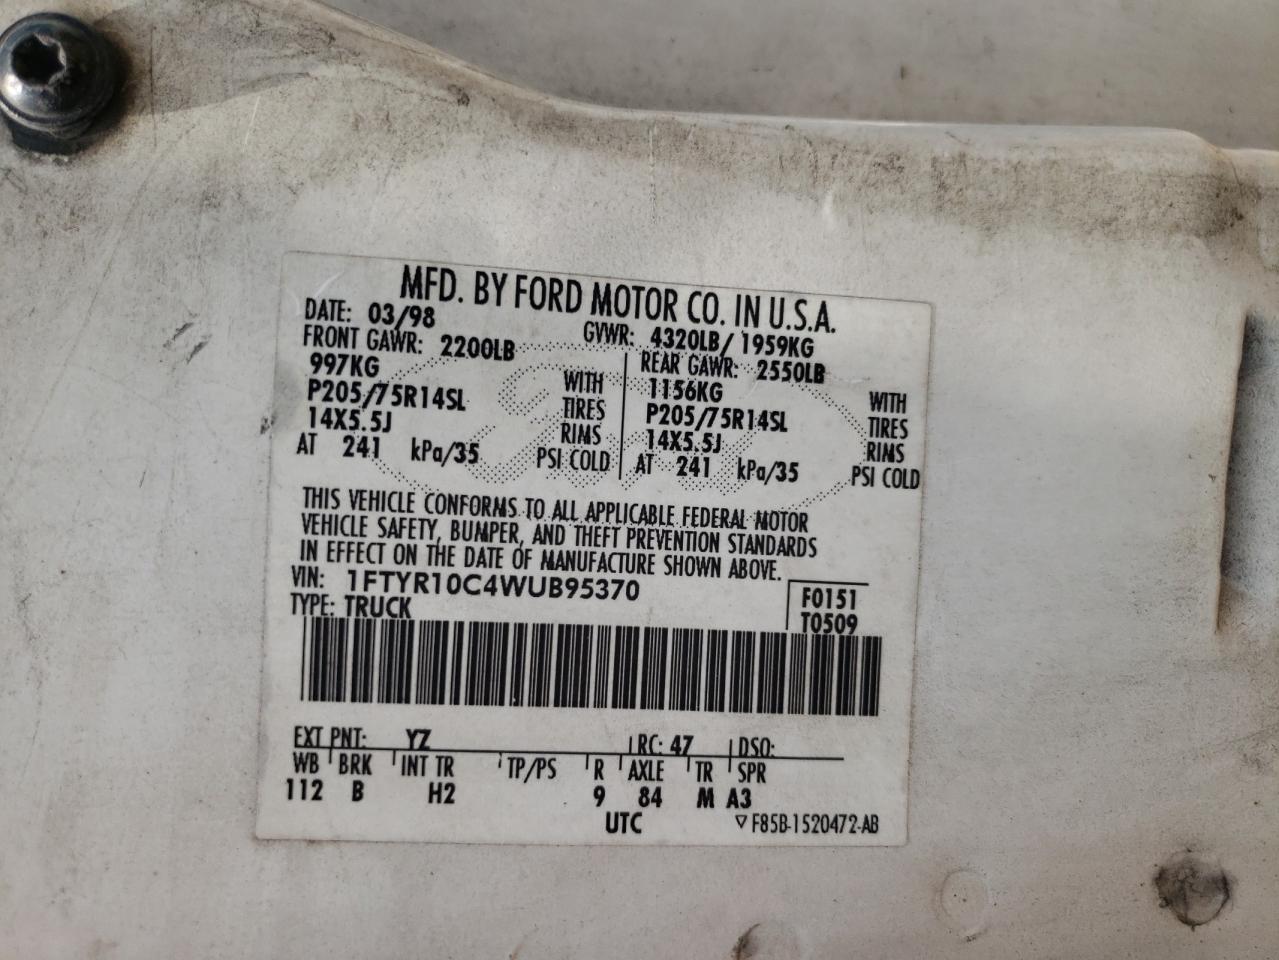 MFD. BY FORD MOTOR CO. IN U.S.A.
DATE: 03/98 GVWR: 4320LB/ 1959KG
FRONT GAWR: 2200LB REAR GAWR: 2550LB
997KG WITH 1156KG WITH
P205/75R14SL TIRES P205/75R14SL TIRES
14X5.5J RIMS 14X5.5J RIMS
AT 241 kPa/35 PSI COLD AT 241 kPa/35 PSI COLD
THIS VEHICLE CONFORMS TO ALL APPLICABLE FEDERAL MOTOR
VEHICLE SAFETY, BUMPER, AND THEFT PREVENTION STANDARDS
IN EFFECT ON THE DATE OF MANUFACTURE SHOWN ABOVE.
VIN: 1FTYR10C4WUB95370 F0151
TYPE: TRUCK T0509
EXT PNT: YZ RC: 47 DSO:
WB BRK INT TR TP/PS R AXLE TR SPR
112 B H2 9 84 M A3
UTC ▽ F85B-1520472-AB